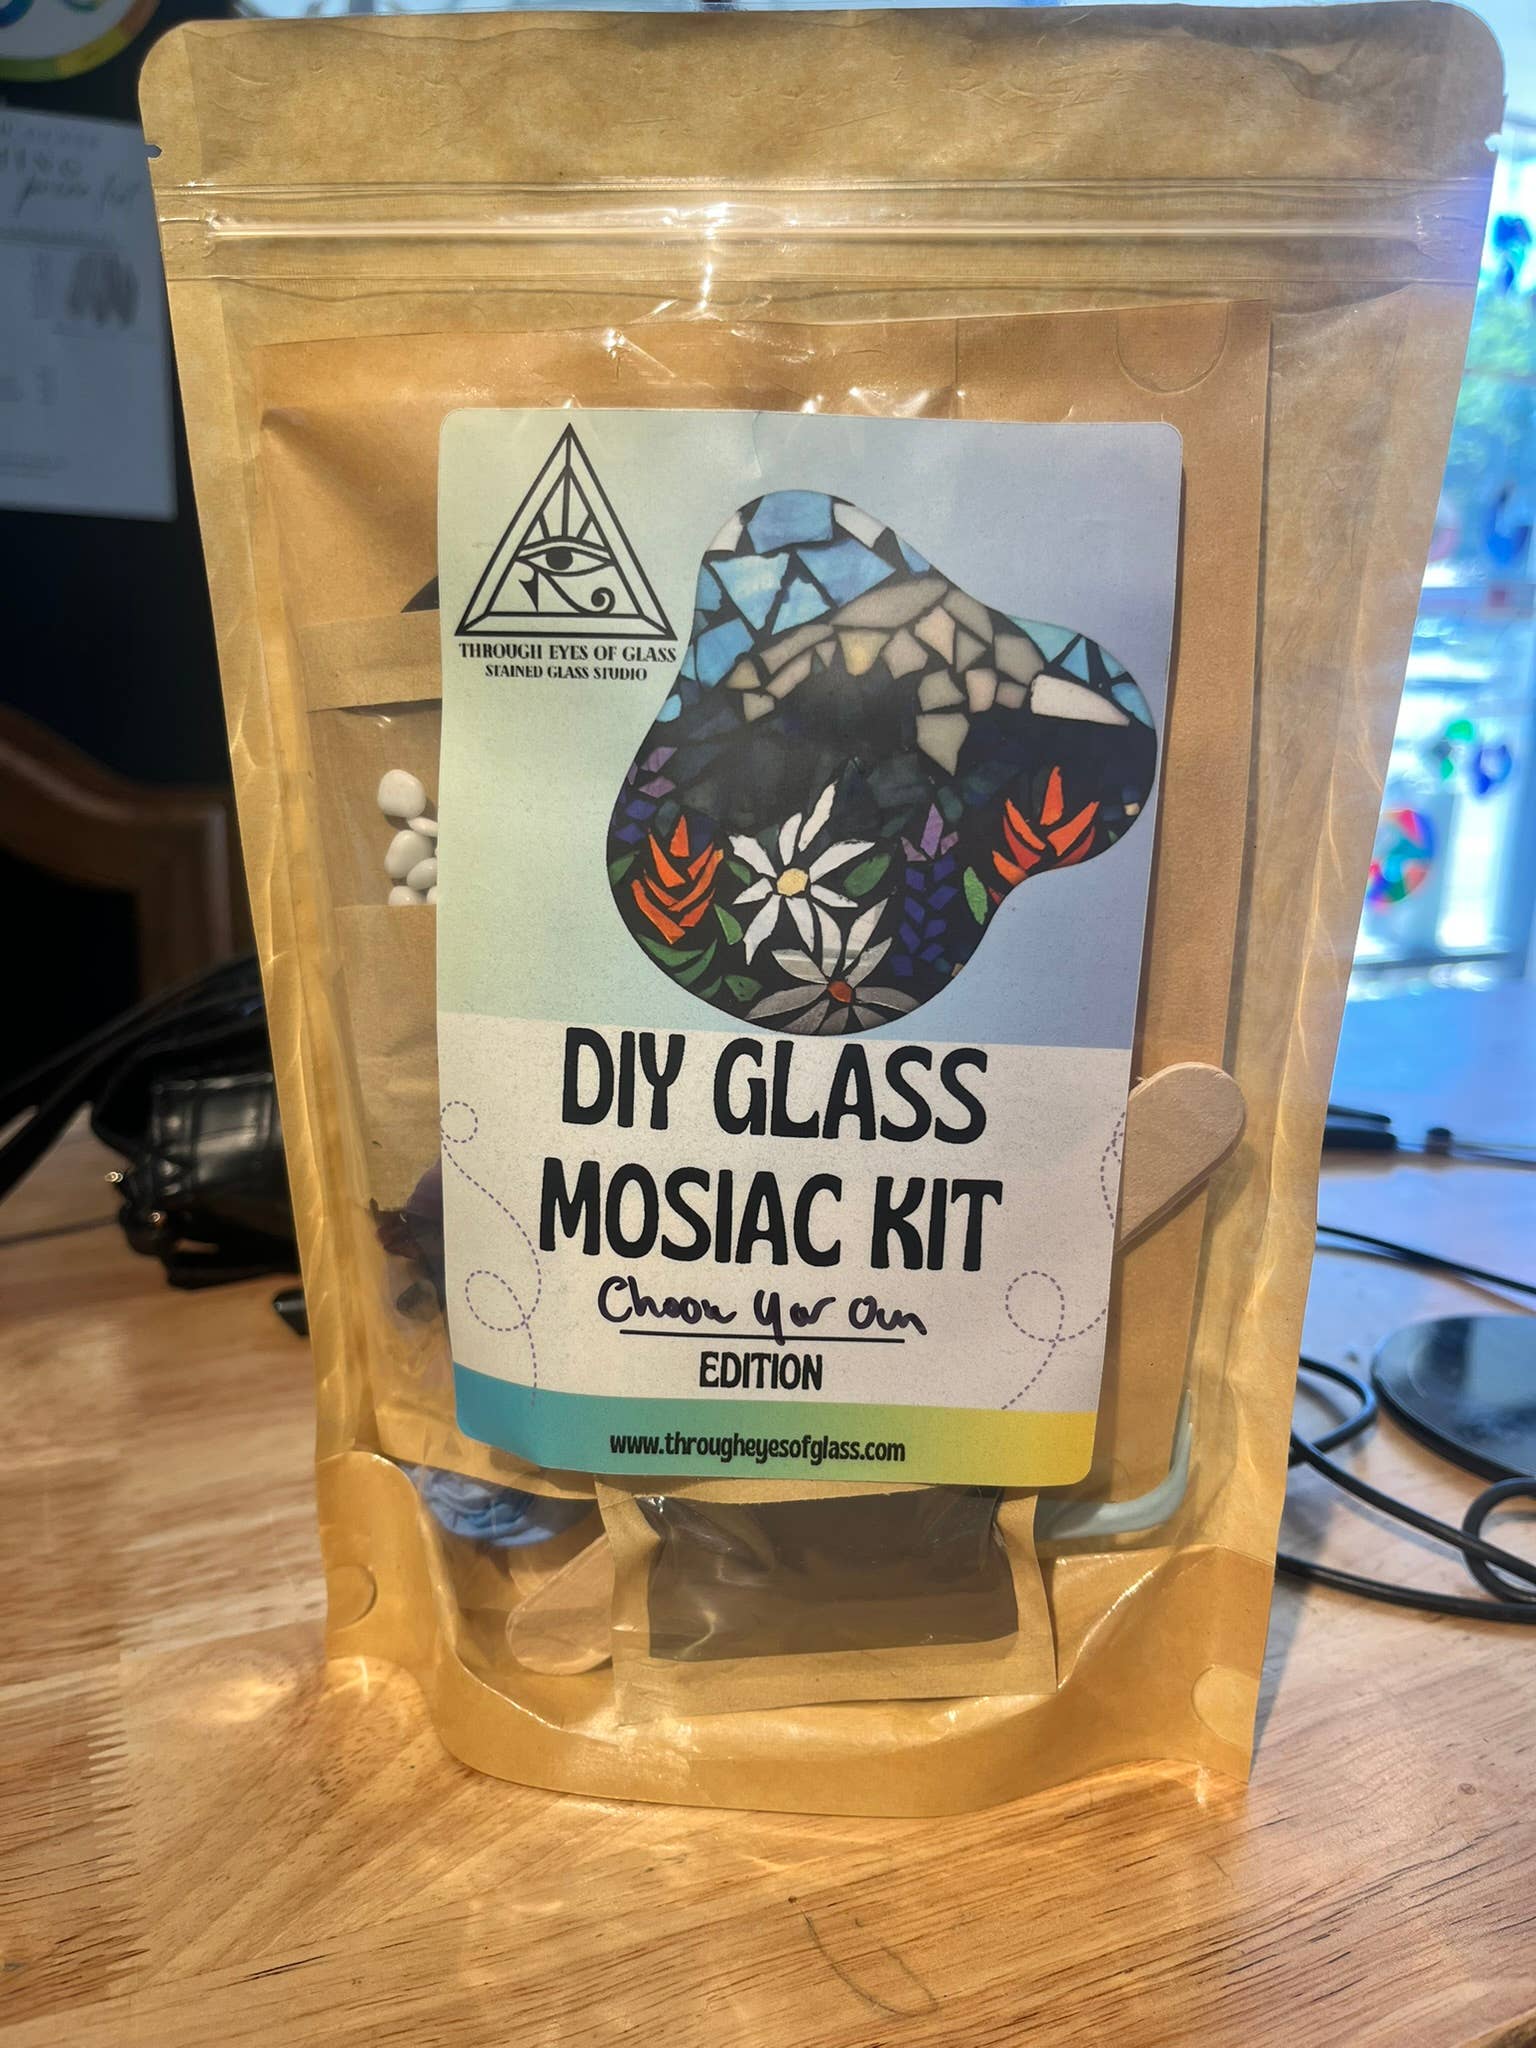 THROUGH EYES OF GLASS
STAINED GLASS STUDIO
DIY GLASS
MOSIAC KIT
Choose Your Own
EDITION
www.througheyesofglass.com